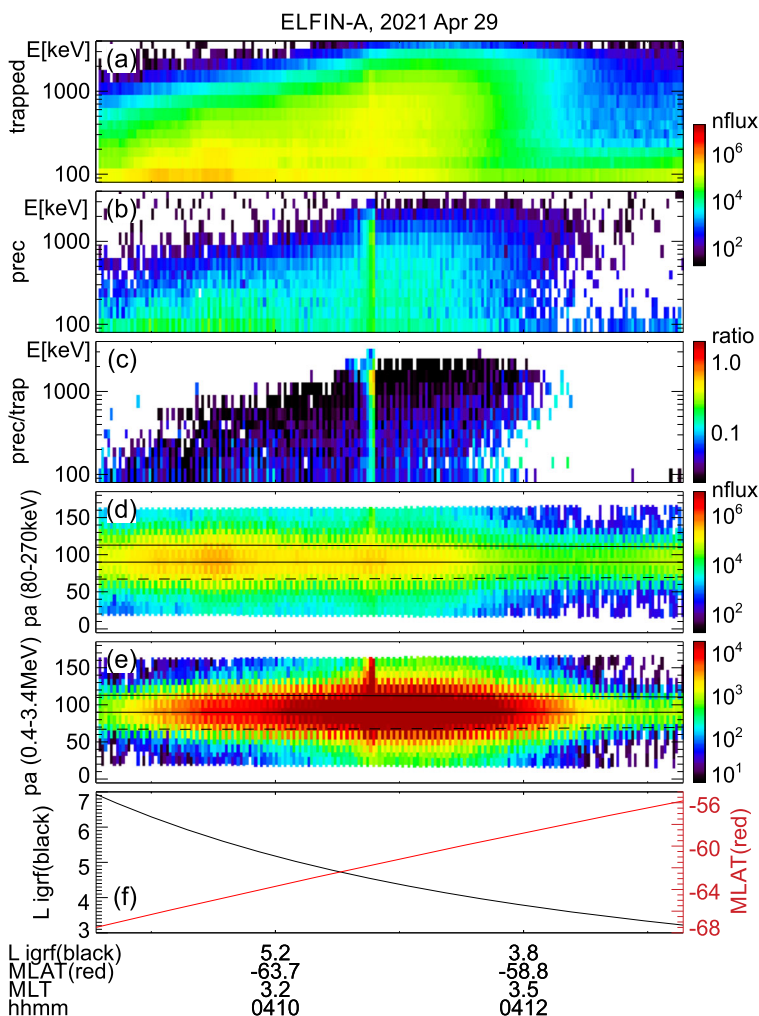 ELFIN-A, 2021 Apr 29
E[keV]
(a)
trapped
1000
100
nflux
10^6
10^4
10^2
E[keV]
(b)
prec
1000
100
E[keV]
(c)
prec/trap
1000
100
ratio
1.0
0.1
(d)
pa (80-270keV)
150
100
50
0
nflux
10^6
10^4
10^2
(e)
pa (0.4-3.4MeV)
150
100
50
0
10^4
10^3
10^2
10^1
(f)
L igrf(black)
7
6
5
4
3
-56
-60
-64
-68
MLAT(red)
L igrf(black) 5.2 3.8
MLAT(red) -63.7 -58.8
MLT 3.2 3.5
hhmm 0410 0412